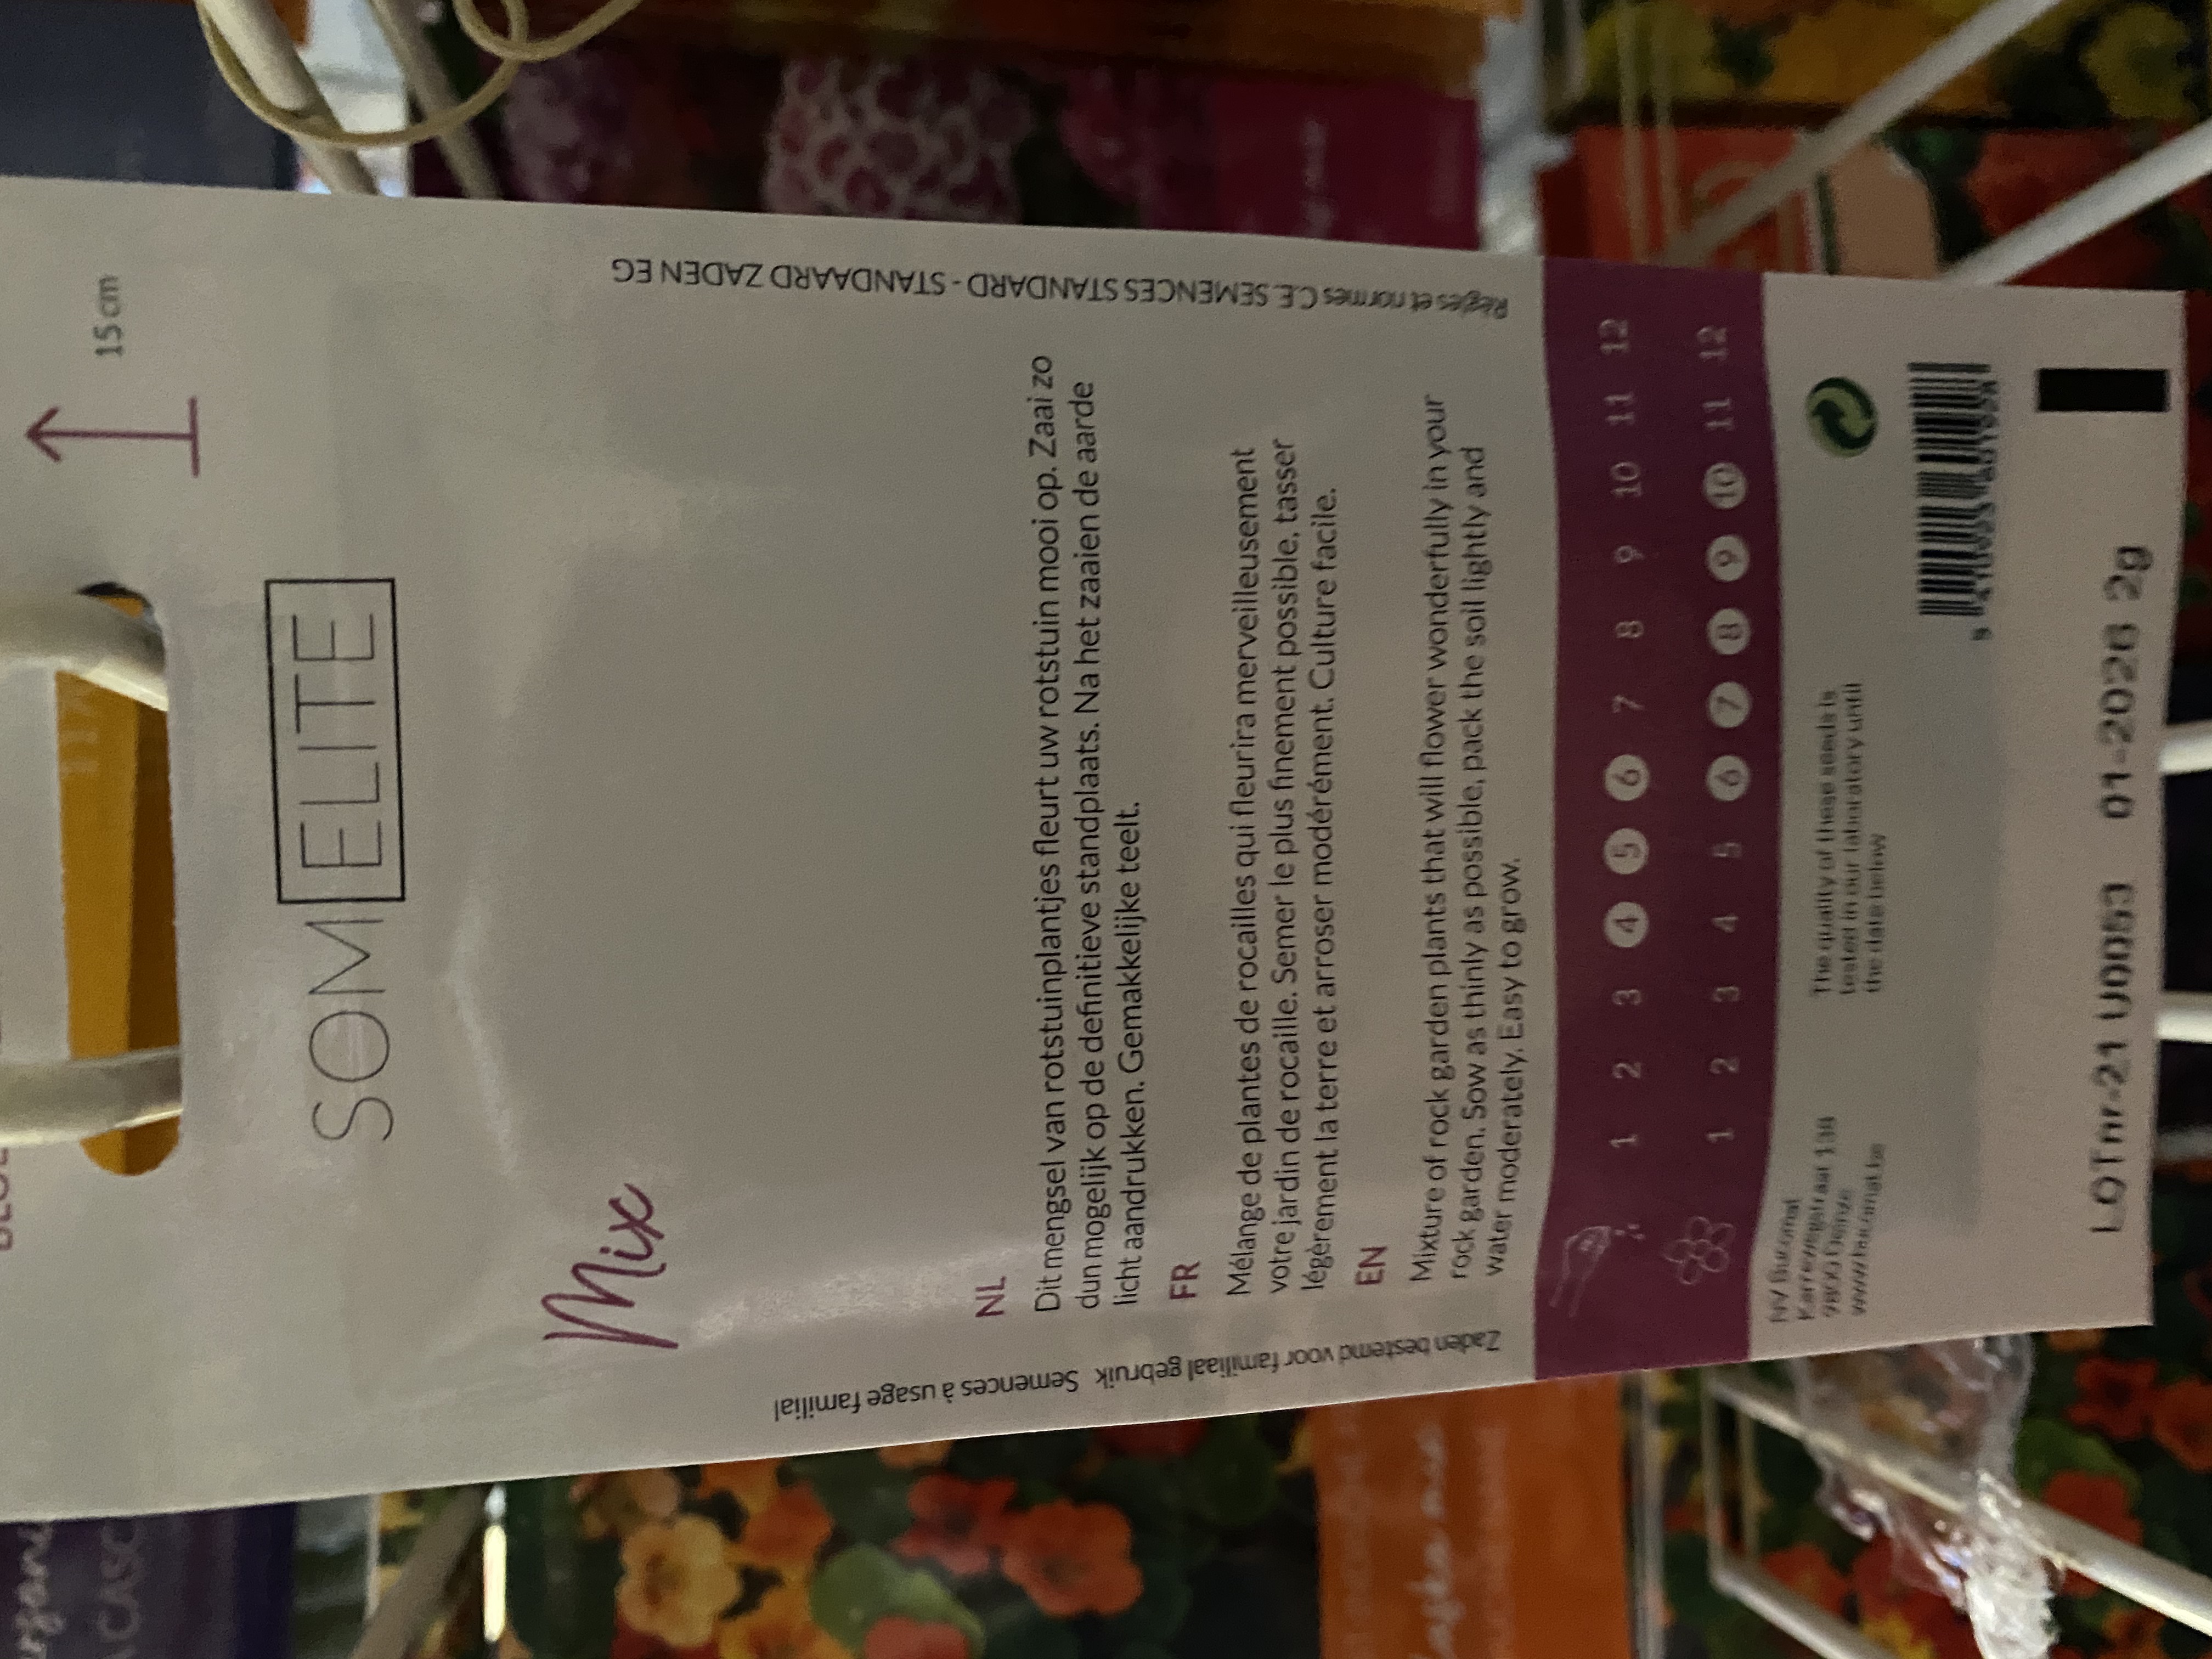 15 cm
SOMELITE
Mix
NL
Dit mengsel van rotstuinplantjes fleurt uw rotstuin mooi op. Zaai zo
dun mogelijk op de definitieve standplaats. Na het zaaien de aarde
licht aandrukken. Gemakkelijke teelt.
FR
Mélange de plantes de rocailles qui fleurira merveilleusement
votre jardin de rocaille. Semer le plus finement possible, tasser
légèrement la terre et arroser modérément. Culture facile.
EN
Mixture of rock garden plants that will flower wonderfully in your
rock garden. Sow as thinly as possible, pack the soil lightly and
water moderately. Easy to grow.
Zaden bestemd voor familiaal gebruik Semences à usage familial
Règles et normes C.E. SEMENCES STANDARD - STANDAARD ZADEN EG
1 2 3 4 5 6 7 8 9 10 11 12
1 2 3 4 5 6 7 8 9 10 11 12
NV
138
9800 Deinze
The quality of these seeds is
tested in our laboratory until
the date below
LOTnr-21 U0053 01-2026 2g